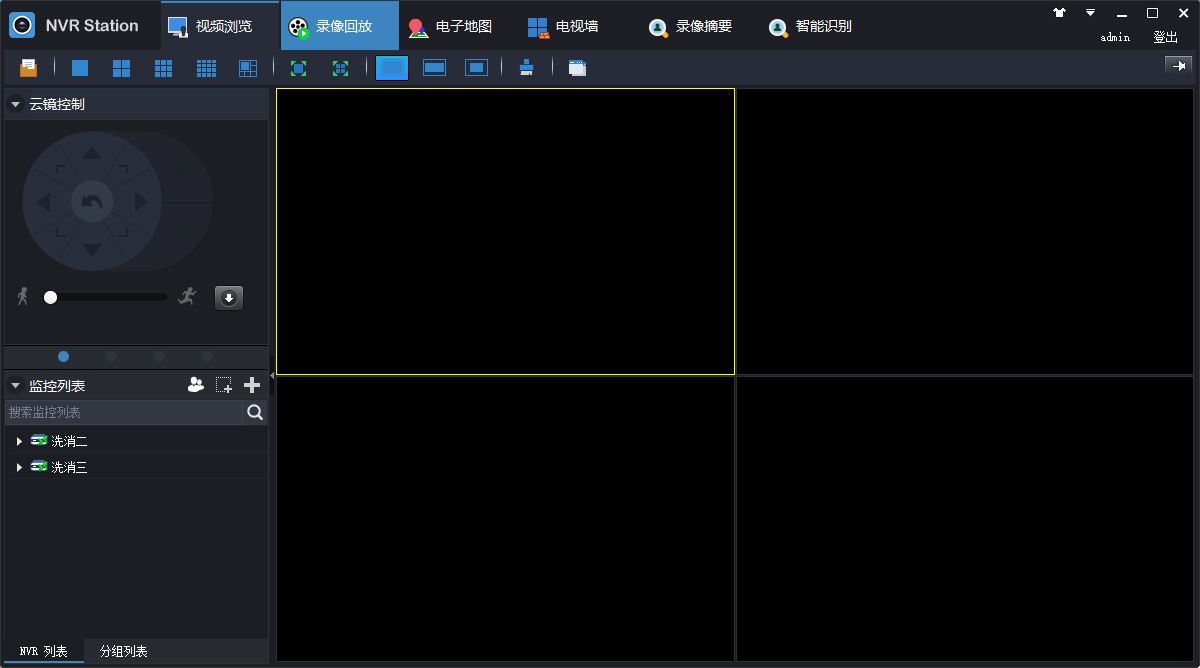 NVR Station
视频浏览
录像回放
电子地图
电视墙
录像摘要
智能识别
admin
登出
云镜控制
监控列表
搜索监控列表
洗消二
洗消三
NVR 列表
分组列表